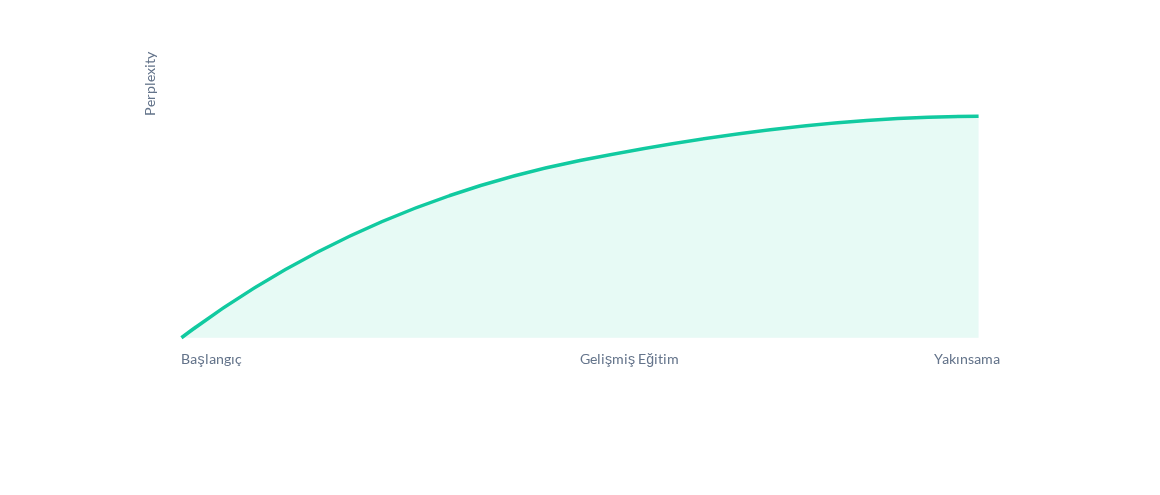 Perplexity
Başlangıç
Gelişmiş Eğitim
Yakınsama